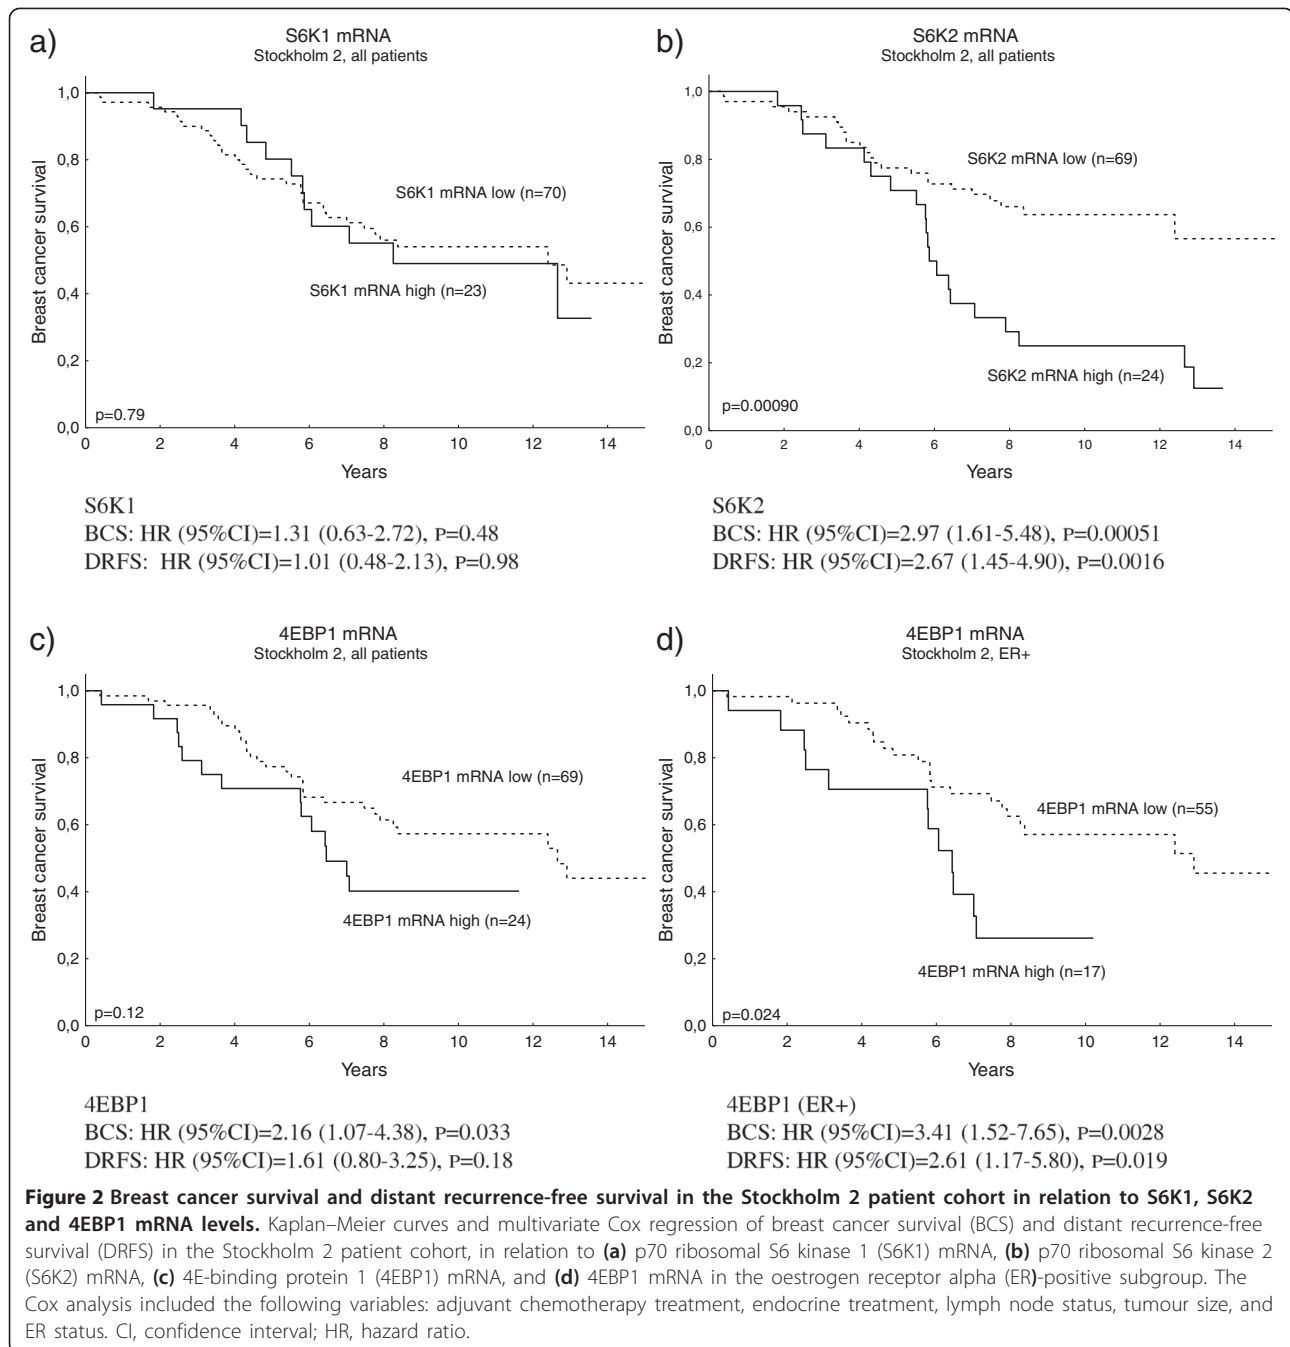 a)
S6K1 mRNA
Stockholm 2, all patients
1,0
0,8
0,6
0,4
0,2
0,0
Breast cancer survival
S6K1 mRNA low (n=70)
S6K1 mRNA high (n=23)
p=0.79
0 2 4 6 8 10 12 14
Years
S6K1
BCS: HR (95%CI)=1.31 (0.63-2.72), P=0.48
DRFS: HR (95%CI)=1.01 (0.48-2.13), P=0.98
b)
S6K2 mRNA
Stockholm 2, all patients
1,0
0,8
0,6
0,4
0,2
0,0
Breast cancer survival
S6K2 mRNA low (n=69)
S6K2 mRNA high (n=24)
p=0.00090
0 2 4 6 8 10 12 14
Years
S6K2
BCS: HR (95%CI)=2.97 (1.61-5.48), P=0.00051
DRFS: HR (95%CI)=2.67 (1.45-4.90), P=0.0016
c)
4EBP1 mRNA
Stockholm 2, all patients
1,0
0,8
0,6
0,4
0,2
0,0
Breast cancer survival
4EBP1 mRNA low (n=69)
4EBP1 mRNA high (n=24)
p=0.12
0 2 4 6 8 10 12 14
Years
4EBP1
BCS: HR (95%CI)=2.16 (1.07-4.38), P=0.033
DRFS: HR (95%CI)=1.61 (0.80-3.25), P=0.18
d)
4EBP1 mRNA
Stockholm 2, ER+
1,0
0,8
0,6
0,4
0,2
0,0
Breast cancer survival
4EBP1 mRNA low (n=55)
4EBP1 mRNA high (n=17)
p=0.024
0 2 4 6 8 10 12 14
Years
4EBP1 (ER+)
BCS: HR (95%CI)=3.41 (1.52-7.65), P=0.0028
DRFS: HR (95%CI)=2.61 (1.17-5.80), P=0.019
Figure 2 Breast cancer survival and distant recurrence-free survival in the Stockholm 2 patient cohort in relation to S6K1, S6K2
and 4EBP1 mRNA levels. Kaplan–Meier curves and multivariate Cox regression of breast cancer survival (BCS) and distant recurrence-free
survival (DRFS) in the Stockholm 2 patient cohort, in relation to (a) p70 ribosomal S6 kinase 1 (S6K1) mRNA, (b) p70 ribosomal S6 kinase 2
(S6K2) mRNA, (c) 4E-binding protein 1 (4EBP1) mRNA, and (d) 4EBP1 mRNA in the oestrogen receptor alpha (ER)-positive subgroup. The
Cox analysis included the following variables: adjuvant chemotherapy treatment, endocrine treatment, lymph node status, tumour size, and
ER status. CI, confidence interval; HR, hazard ratio.